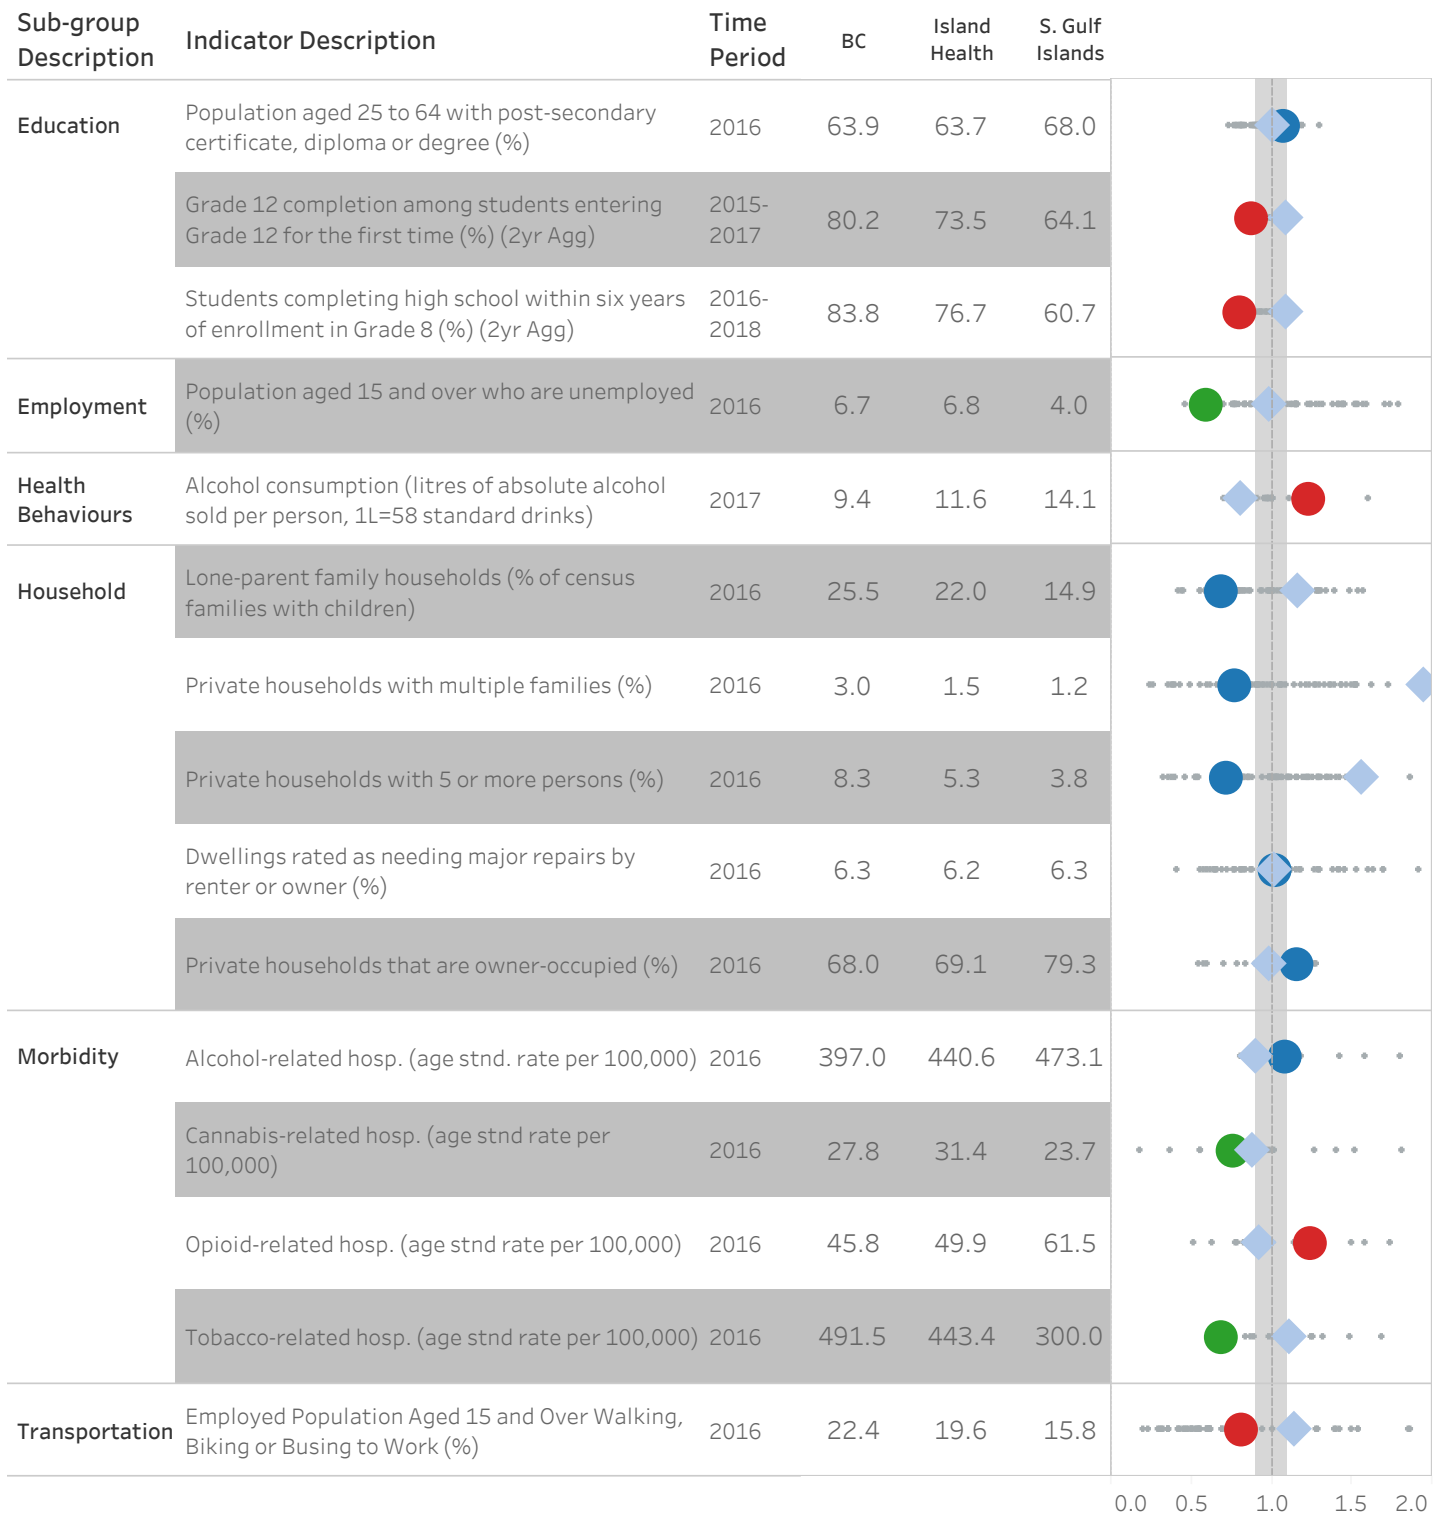 Sub-group
Description
Indicator Description
Time
Period
BC
Island
Health
S. Gulf
Islands
Education
Population aged 25 to 64 with post-secondary
certificate, diploma or degree (%)
2016
63.9
63.7
68.0
Grade 12 completion among students entering
Grade 12 for the first time (%) (2yr Agg)
2015-
2017
80.2
73.5
64.1
Students completing high school within six years
of enrollment in Grade 8 (%) (2yr Agg)
2016-
2018
83.8
76.7
60.7
Employment
Population aged 15 and over who are unemployed
(%)
2016
6.7
6.8
4.0
Health
Behaviours
Alcohol consumption (litres of absolute alcohol
sold per person, 1L=58 standard drinks)
2017
9.4
11.6
14.1
Household
Lone-parent family households (% of census
families with children)
2016
25.5
22.0
14.9
Private households with multiple families (%)
2016
3.0
1.5
1.2
Private households with 5 or more persons (%)
2016
8.3
5.3
3.8
Dwellings rated as needing major repairs by
renter or owner (%)
2016
6.3
6.2
6.3
Private households that are owner-occupied (%)
2016
68.0
69.1
79.3
Morbidity
Alcohol-related hosp. (age stnd. rate per 100,000)
2016
397.0
440.6
473.1
Cannabis-related hosp. (age stnd rate per
100,000)
2016
27.8
31.4
23.7
Opioid-related hosp. (age stnd rate per 100,000)
2016
45.8
49.9
61.5
Tobacco-related hosp. (age stnd rate per 100,000)
2016
491.5
443.4
300.0
Transportation
Employed Population Aged 15 and Over Walking,
Biking or Busing to Work (%)
2016
22.4
19.6
15.8
0.0
0.5
1.0
1.5
2.0